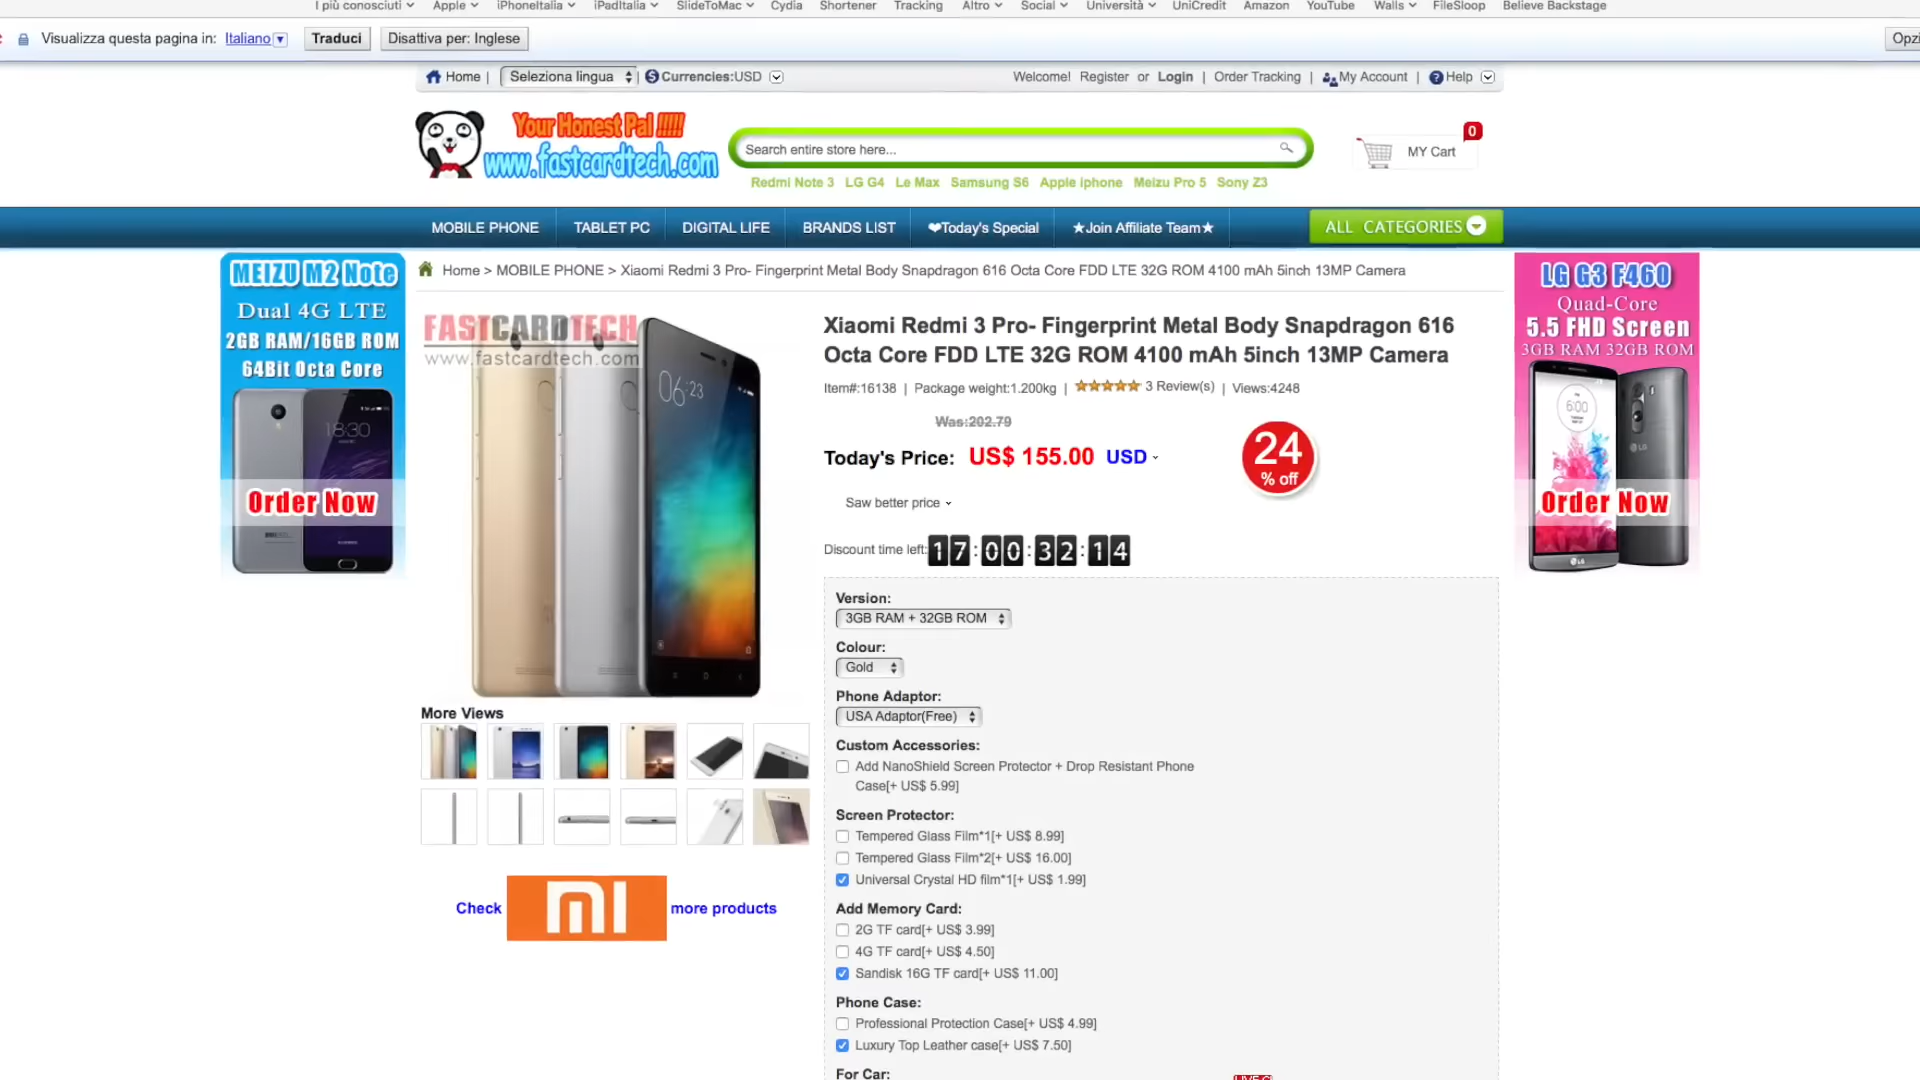 I più conosciuti Apple iPhoneItalia iPadItalia SlideToMac Cydia Shortener Tracking Altro Social Università UniCredit Amazon YouTube Walls FileSloop Believe Backstage
Visualizza questa pagina in: Italiano Traduci Disattiva per: Inglese
Home | Seleziona lingua | Currencies:USD
Welcome! Register or Login | Order Tracking | My Account | Help
Your Honest Pal !!!!!
www.fastcardtech.com
Search entire store here...
0
MY Cart
Redmi Note 3 LG G4 Le Max Samsung S6 Apple iphone Meizu Pro 5 Sony Z3
MOBILE PHONE TABLET PC DIGITAL LIFE BRANDS LIST ❤Today's Special ★Join Affiliate Team★ ALL CATEGORIES
Home > MOBILE PHONE > Xiaomi Redmi 3 Pro- Fingerprint Metal Body Snapdragon 616 Octa Core FDD LTE 32G ROM 4100 mAh 5inch 13MP Camera
MEIZU M2 Note
Dual 4G LTE
2GB RAM/16GB ROM
64Bit Octa Core
18:30
Order Now
FASTCARDTECH
www.fastcardtech.com
06:23
Xiaomi Redmi 3 Pro- Fingerprint Metal Body Snapdragon 616
Octa Core FDD LTE 32G ROM 4100 mAh 5inch 13MP Camera
Item#:16138 | Package weight:1.200kg | 3 Review(s) | Views:4248
Was:202.79
Today's Price: US$ 155.00 USD
24
% off
Saw better price
Discount time left: 17:00:32:14
LG G3 F460
Quad-Core
5.5 FHD Screen
3GB RAM 32GB ROM
6:00
LG
Order Now
LG
Version:
3GB RAM + 32GB ROM
Colour:
Gold
Phone Adaptor:
USA Adaptor(Free)
Custom Accessories:
Add NanoShield Screen Protector + Drop Resistant Phone
Case[+ US$ 5.99]
Screen Protector:
Tempered Glass Film*1[+ US$ 8.99]
Tempered Glass Film*2[+ US$ 16.00]
Universal Crystal HD film*1[+ US$ 1.99]
Add Memory Card:
2G TF card[+ US$ 3.99]
4G TF card[+ US$ 4.50]
Sandisk 16G TF card[+ US$ 11.00]
Phone Case:
Professional Protection Case[+ US$ 4.99]
Luxury Top Leather case[+ US$ 7.50]
For Car:
More Views
Check mi more products